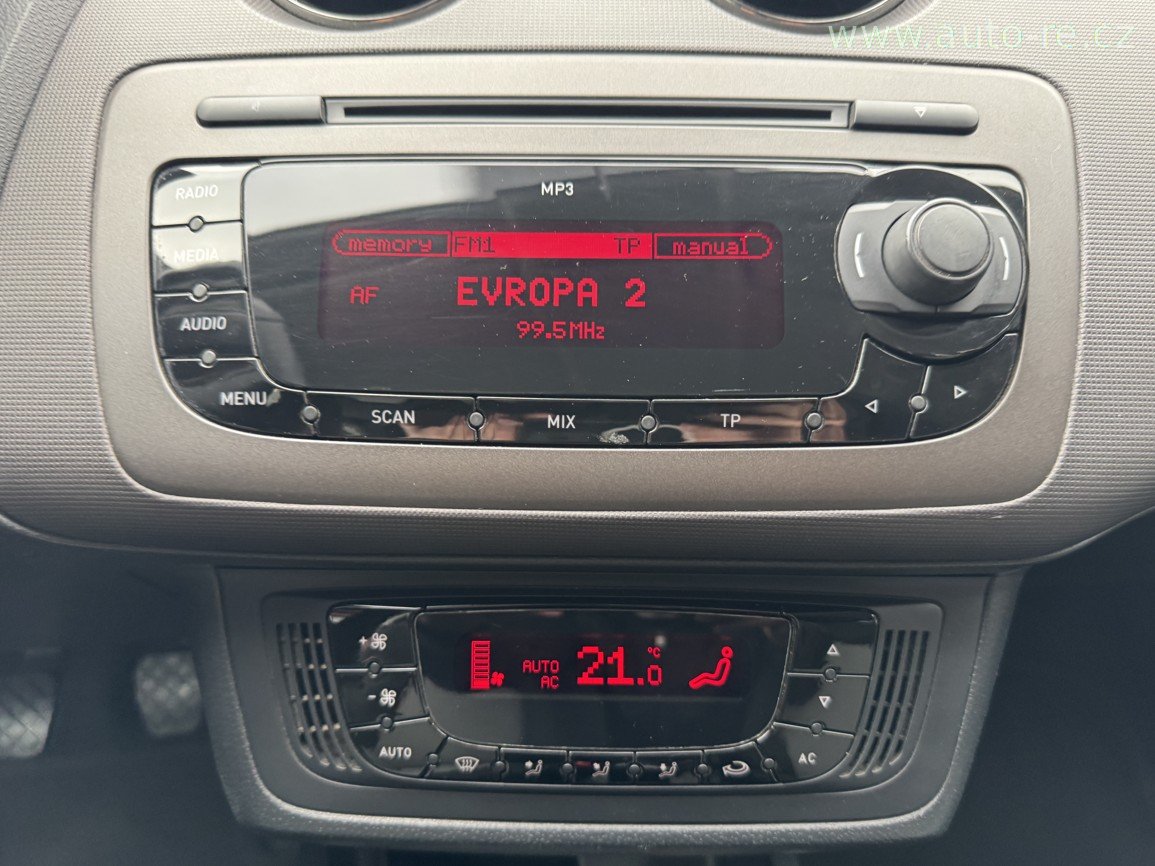 www.auto-re.cz
MP3
RADIO
MEDIA
AUDIO
MENU
memory FM1 TP manual
AF EVROPA 2
99.5MHz
SCAN MIX TP
+
-
AUTO
AUTO
AC
21.0 °C
AC